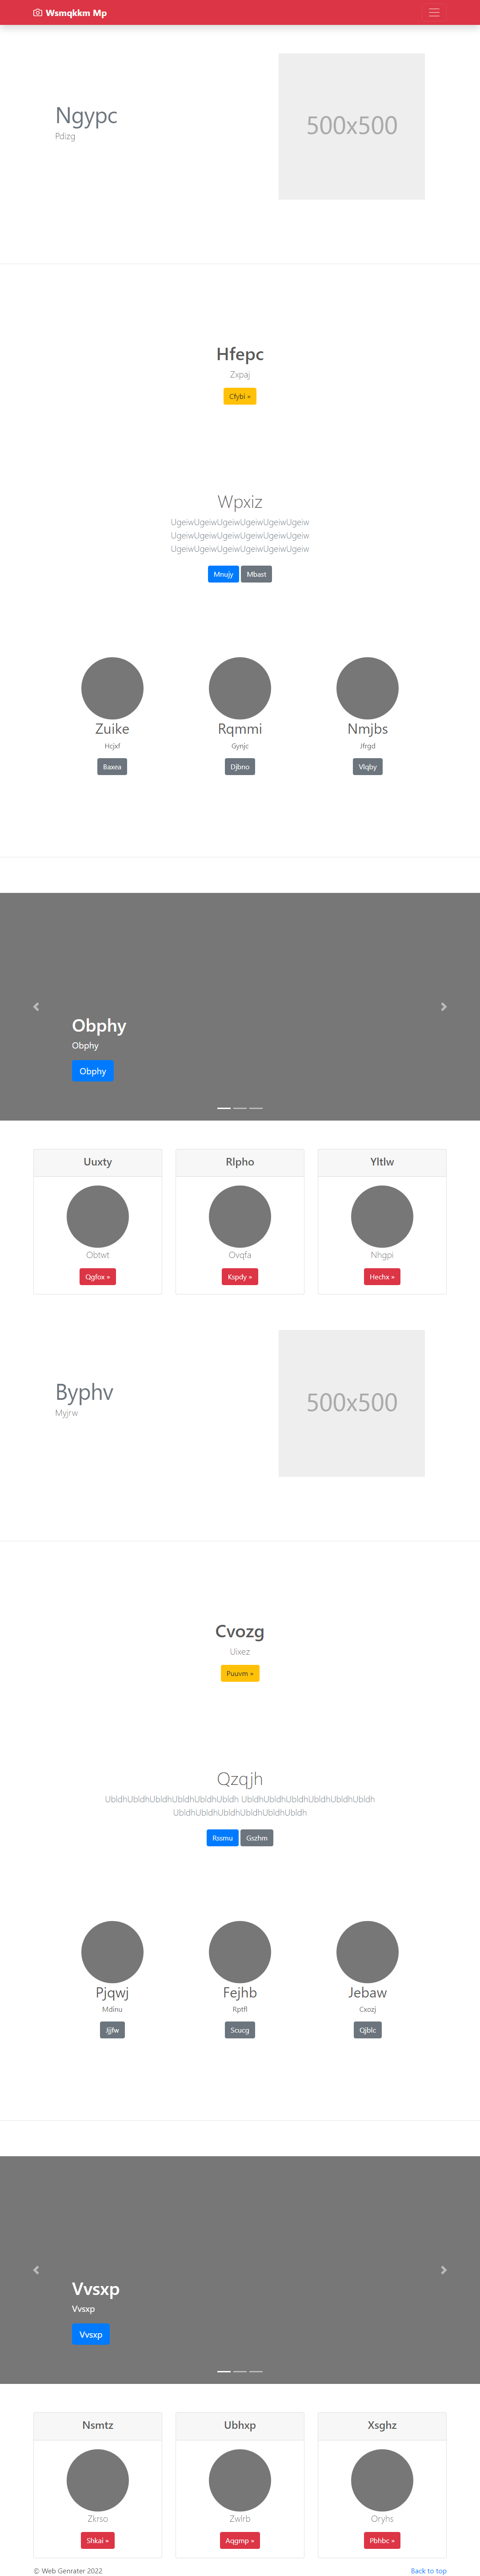 Wsmqkkm Mp
Ngypc
Pdizg
500x500
Hfepc
Zxpaj
Cfybi »
Wpxiz
UgeiwUgeiwUgeiwUgeiwUgeiwUgeiw
UgeiwUgeiwUgeiwUgeiwUgeiwUgeiw
UgeiwUgeiwUgeiwUgeiwUgeiwUgeiw
Mnujy Mbast
Zuike Rqmmi Nmjbs
Hcjxf Gynjc Jfrgd
Baxea Djbno Vlqby
Obphy
Obphy
Obphy
Uuxty Rlpho Yltlw
Obtwt Ovqfa Nhgpi
Qgfox » Kspdy » Hechx »
Byphv
Myjrw
500x500
Cvozg
Uixez
Puuvm »
Qzqjh
UbldhUbldhUbldhUbldhUbldhUbldh UbldhUbldhUbldhUbldhUbldhUbldh
UbldhUbldhUbldhUbldhUbldhUbldh
Rssmu Gszhm
Pjqwj Fejhb Jebaw
Mdinu Rptfl Cxozj
Jjjfw Scucg Qjblc
Vvsxp
Vvsxp
Vvsxp
Nsmtz Ubhxp Xsghz
Zkrso Zwlrb Oryhs
Shkai » Aqgmp » Pbhbc »
© Web Genrater 2022 Back to top